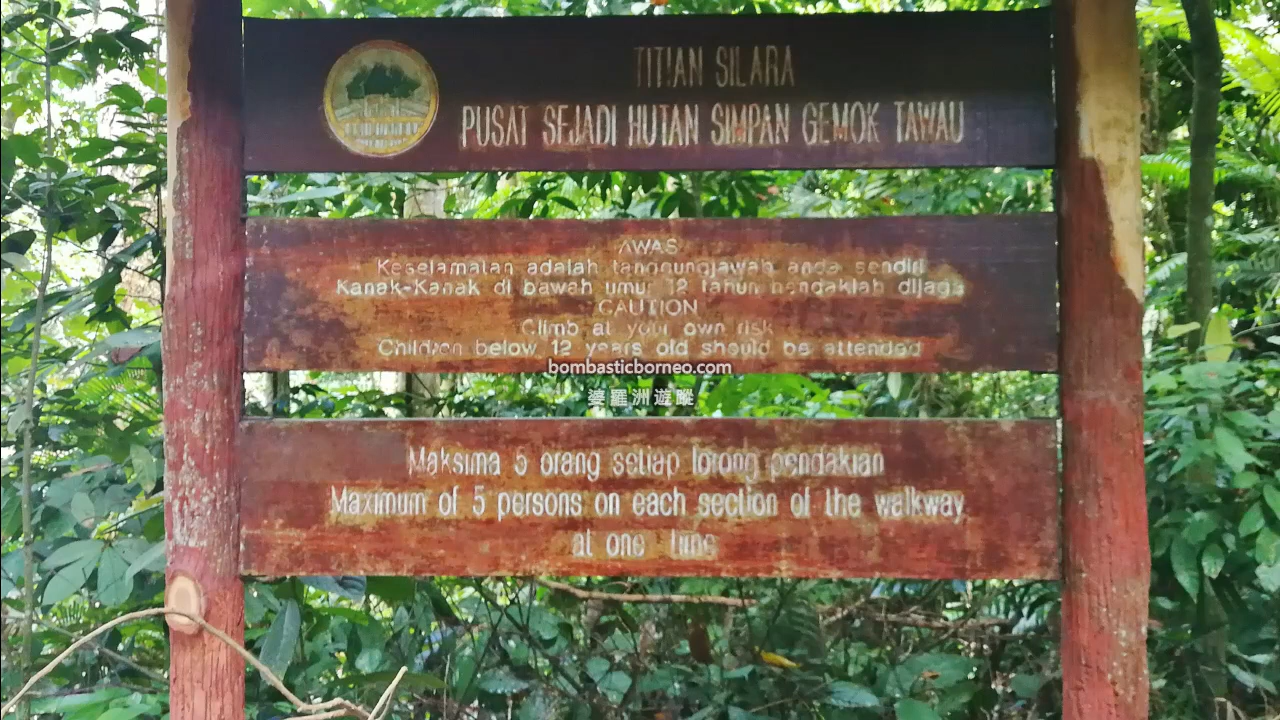 TITIAN SILARA
PUSAT SEJADI HUTAN SIMPAN GEMOK TAWAU
AWAS
Keselamatan adalah tanggungjawab anda sendiri
Kanak-Kanak di bawah umur 12 tahun hendaklah dijaga
CAUTION
Climb at your own risk
Children below 12 years old should be attended
bombasticborneo.com
婆羅洲遊蹤
Maksima 5 orang setiap lorong pendakian
Maximum of 5 persons on each section of the walkway
at one time